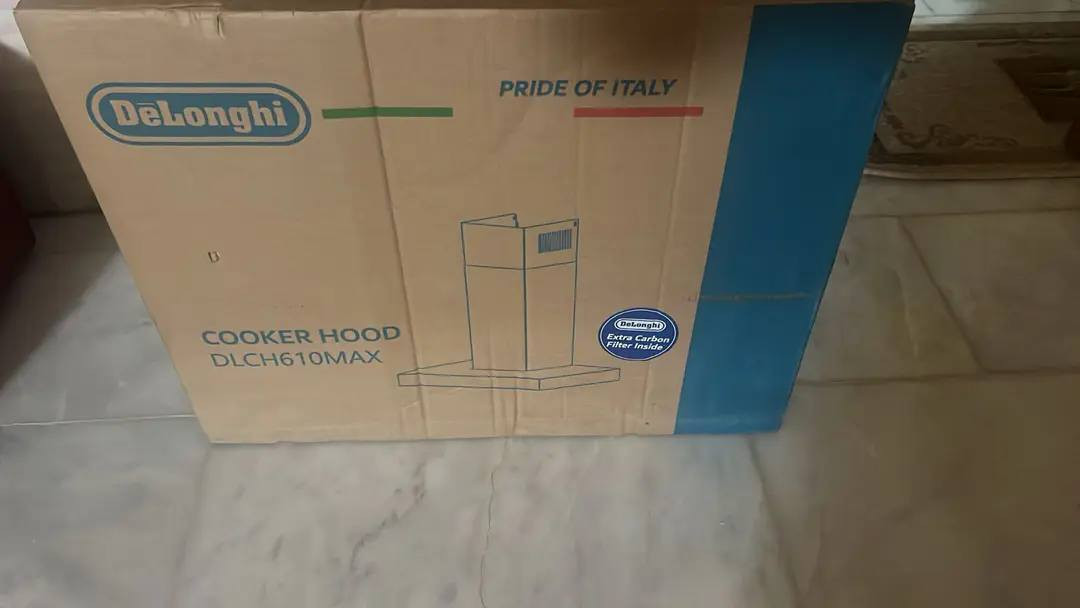 DeLonghi
PRIDE OF ITALY
COOKER HOOD
DLCH610MAX
DeLonghi
Extra Carbon
Filter Inside